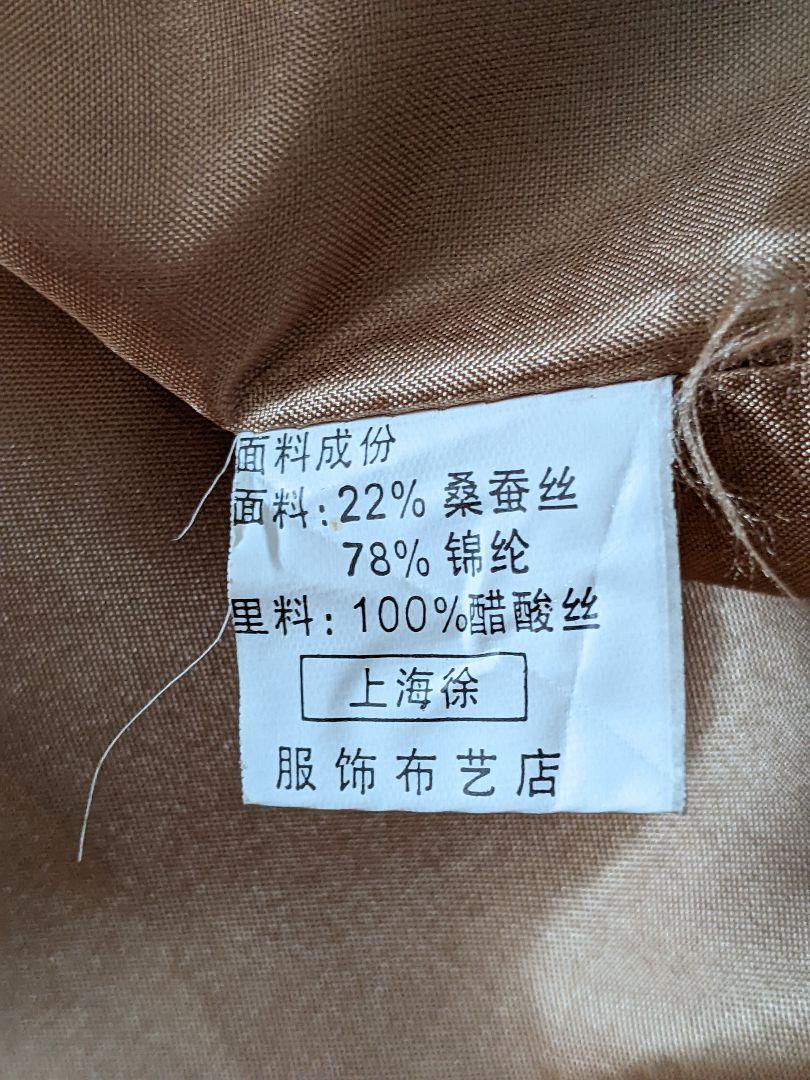 面料成份
面料:22% 桑蚕丝
78% 锦纶
里料:100%醋酸丝
上海徐
服饰布艺店